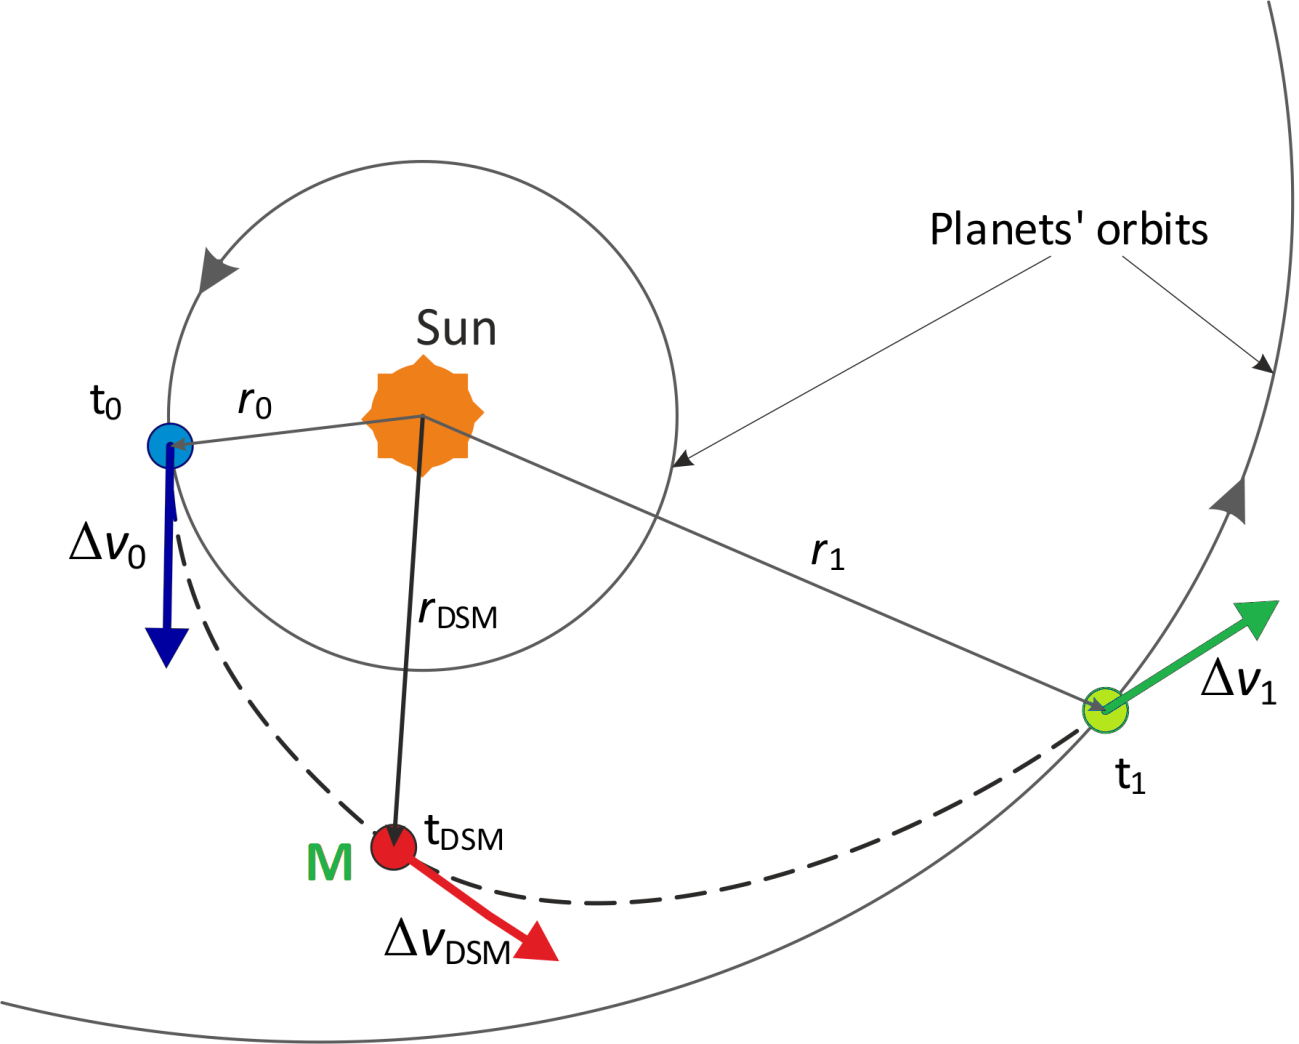 Planets' orbits
Sun
t0
r0
Δv0
r1
rDSM
Δv1
t1
tDSM
M
ΔvDSM